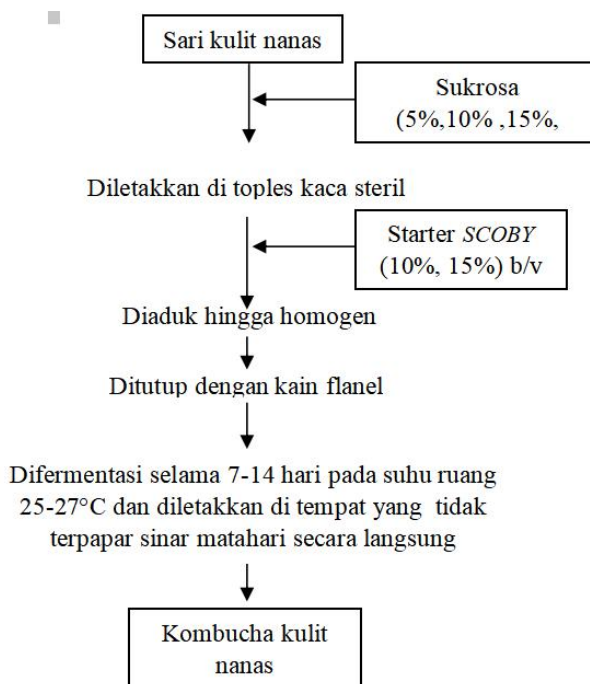 Sari kulit nanas
Sukrosa
(5%,10% ,15%,
Diletakkan di toples kaca steril
Starter SCOBY
(10%, 15%) b/v
Diaduk hingga homogen
Ditutup dengan kain flanel
Difermentasi selama 7-14 hari pada suhu ruang
25-27°C dan diletakkan di tempat yang tidak
terpapar sinar matahari secara langsung
Kombucha kulit
nanas